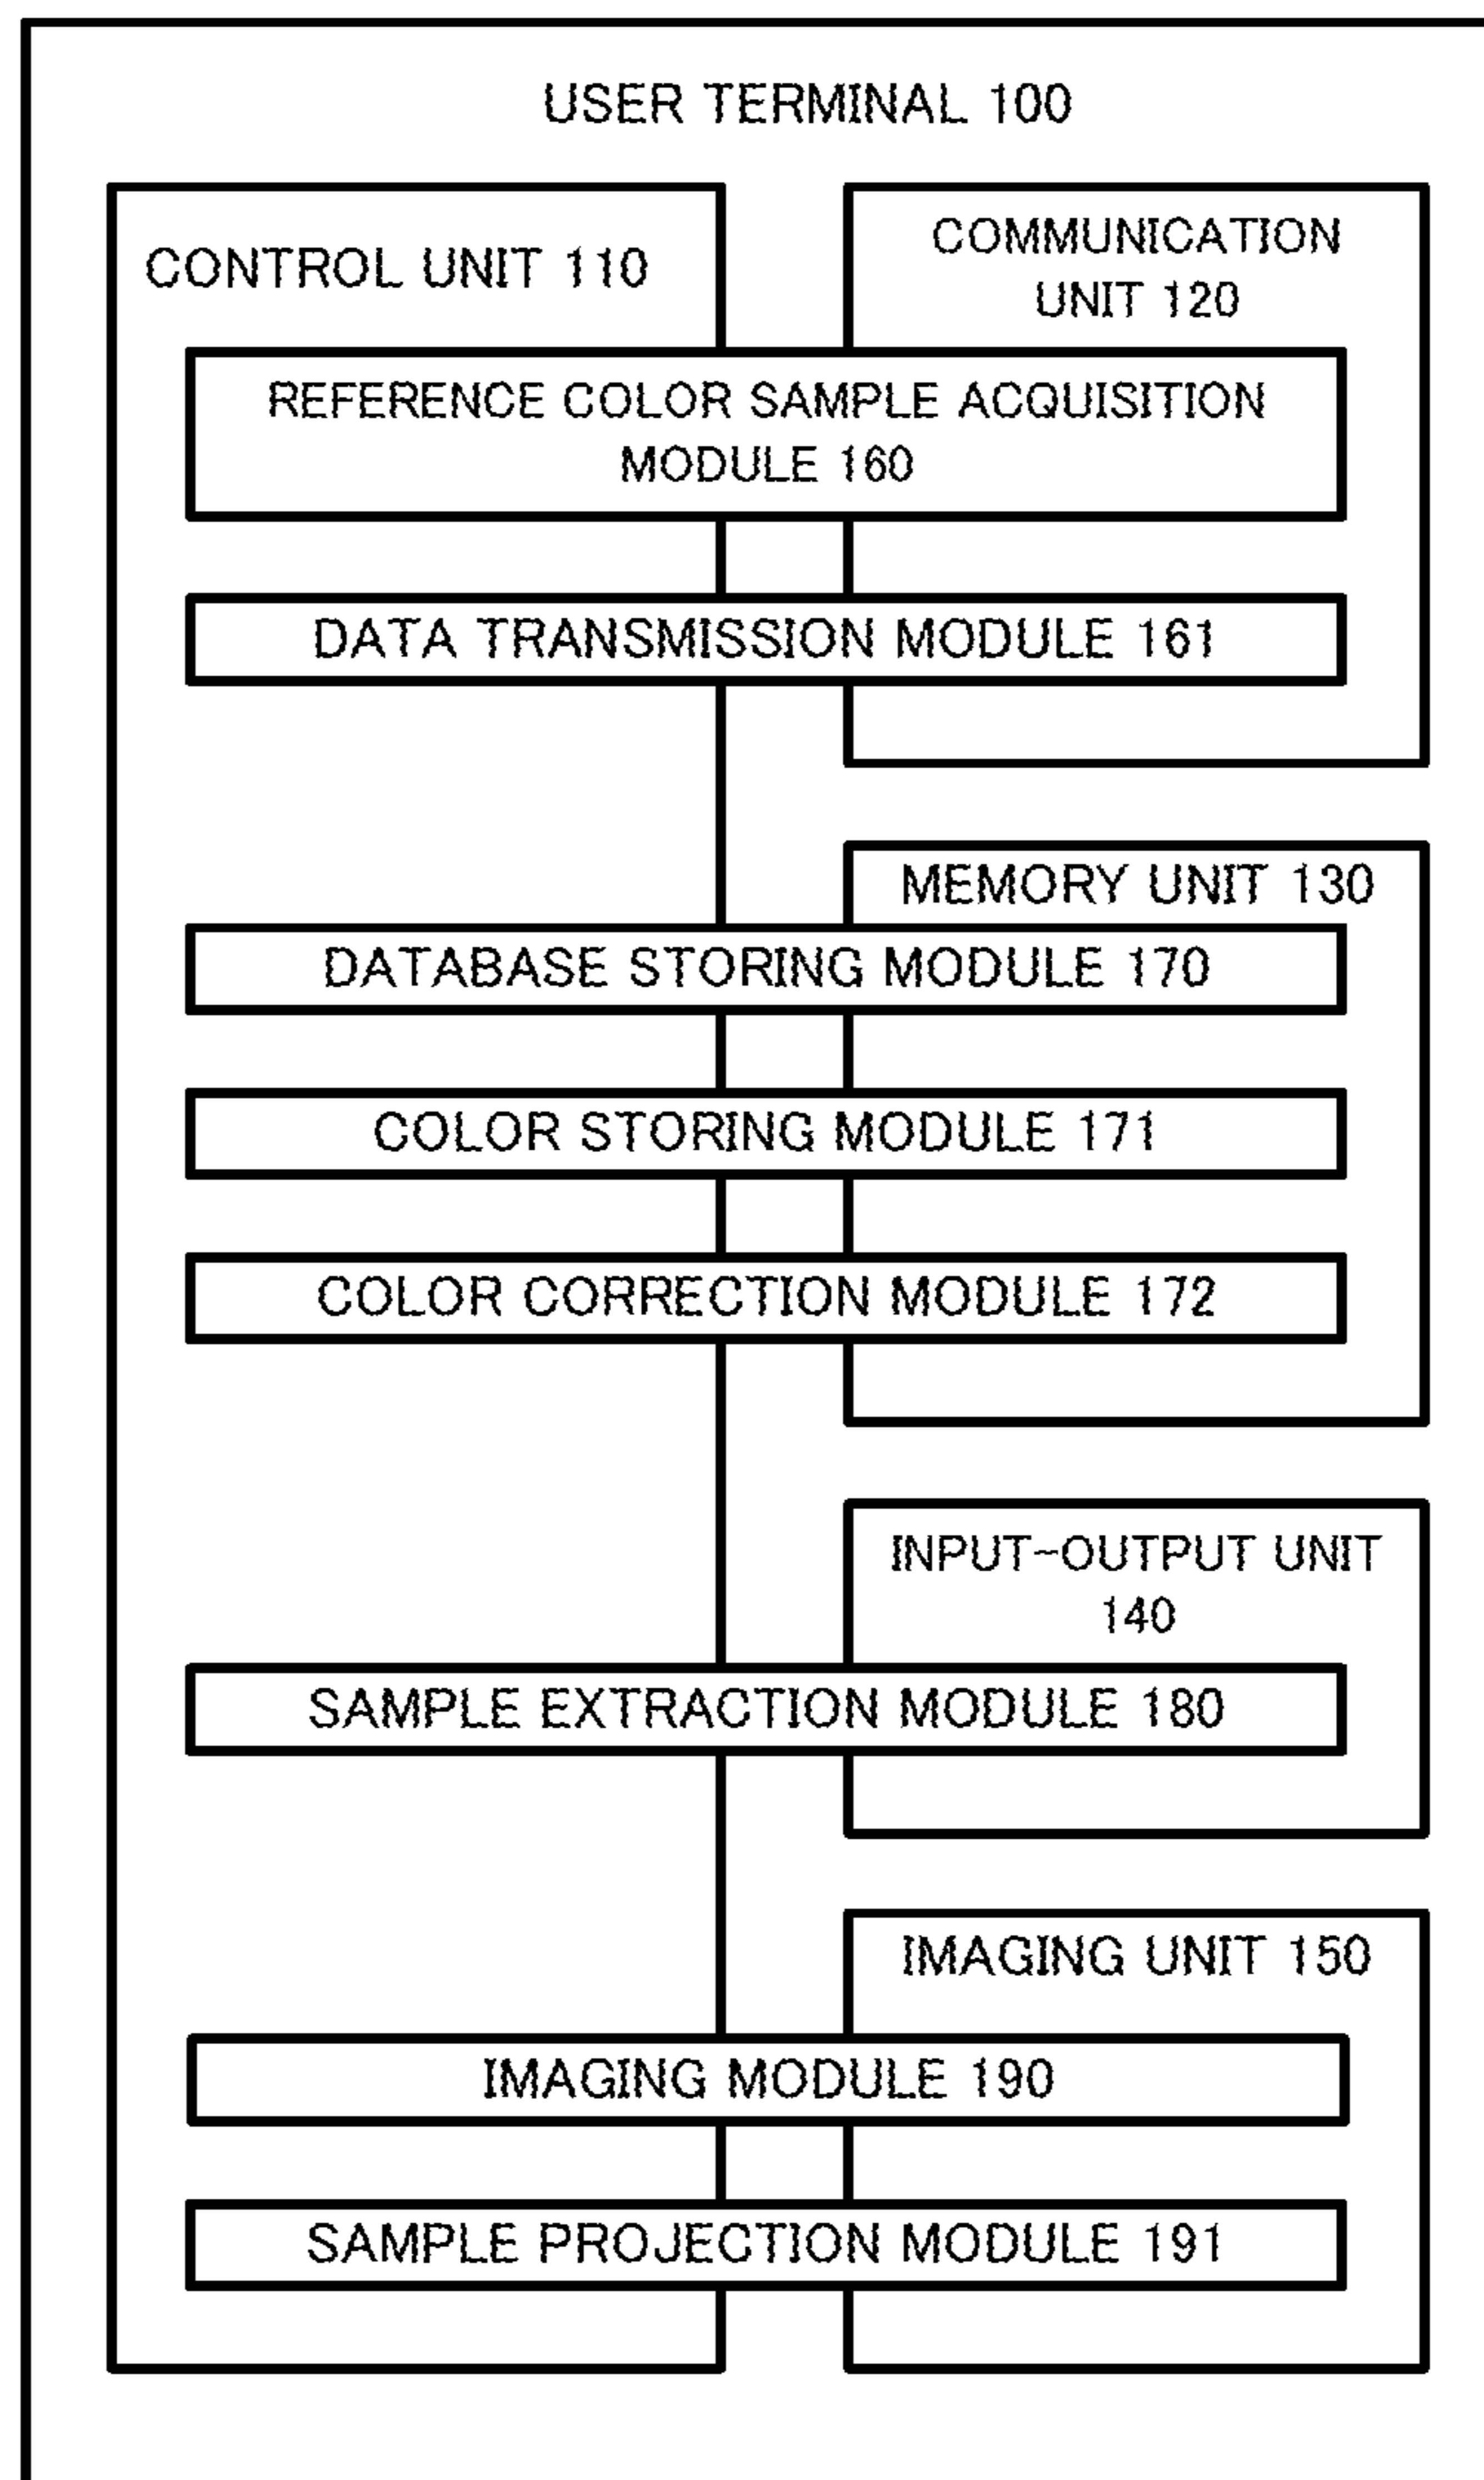 USER TERMINAL 100
CONTROL UNIT 110
COMMUNICATION
UNIT 120
REFERENCE COLOR SAMPLE ACQUISITION
MODULE 160
DATA TRANSMISSION MODULE 161
MEMORY UNIT 130
DATABASE STORING MODULE 170
COLOR STORING MODULE 171
COLOR CORRECTION MODULE 172
INPUT-OUTPUT UNIT
140
SAMPLE EXTRACTION MODULE 180
IMAGING UNIT 150
IMAGING MODULE 190
SAMPLE PROJECTION MODULE 191